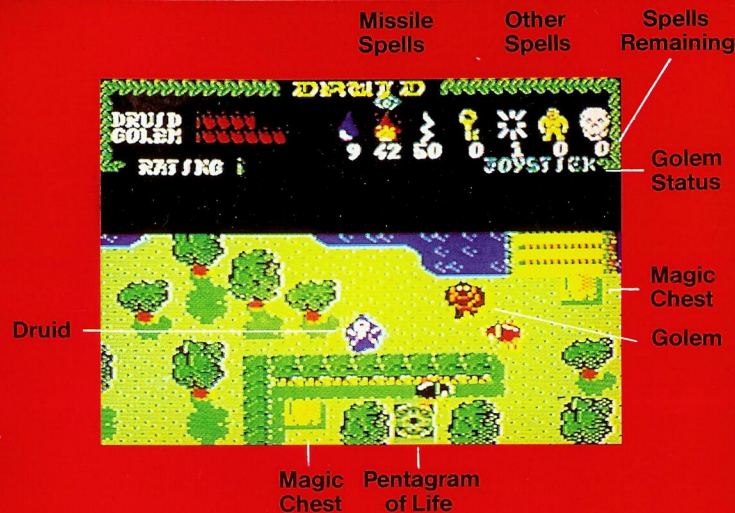 Missile
Spells
Other
Spells
Spells
Remaining
DRUID
DRUID
GOLEM
9 42 50 0 1 0 0
RATING
JOYSTICK
Golem
Status
Magic
Chest
Golem
Druid
Magic
Chest
Pentagram
of Life